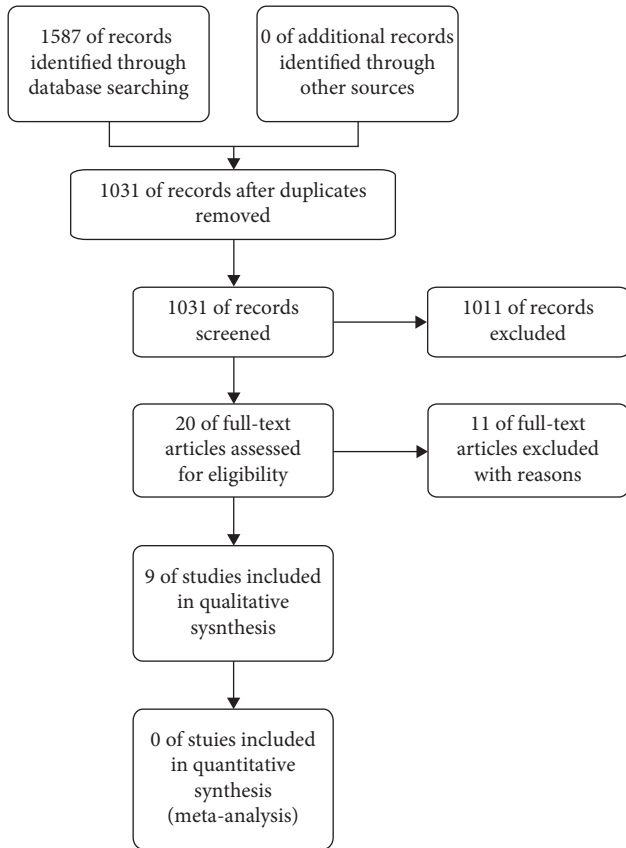 1587 of records
identified through
database searching
0 of additional records
identified through
other sources
1031 of records after duplicates
removed
1031 of records
screened
1011 of records
excluded
20 of full-text
articles assessed
for eligibility
11 of full-text
articles excluded
with reasons
9 of studies included
in qualitative
sysnthesis
0 of stuies included
in quantitative
synthesis
(meta-analysis)